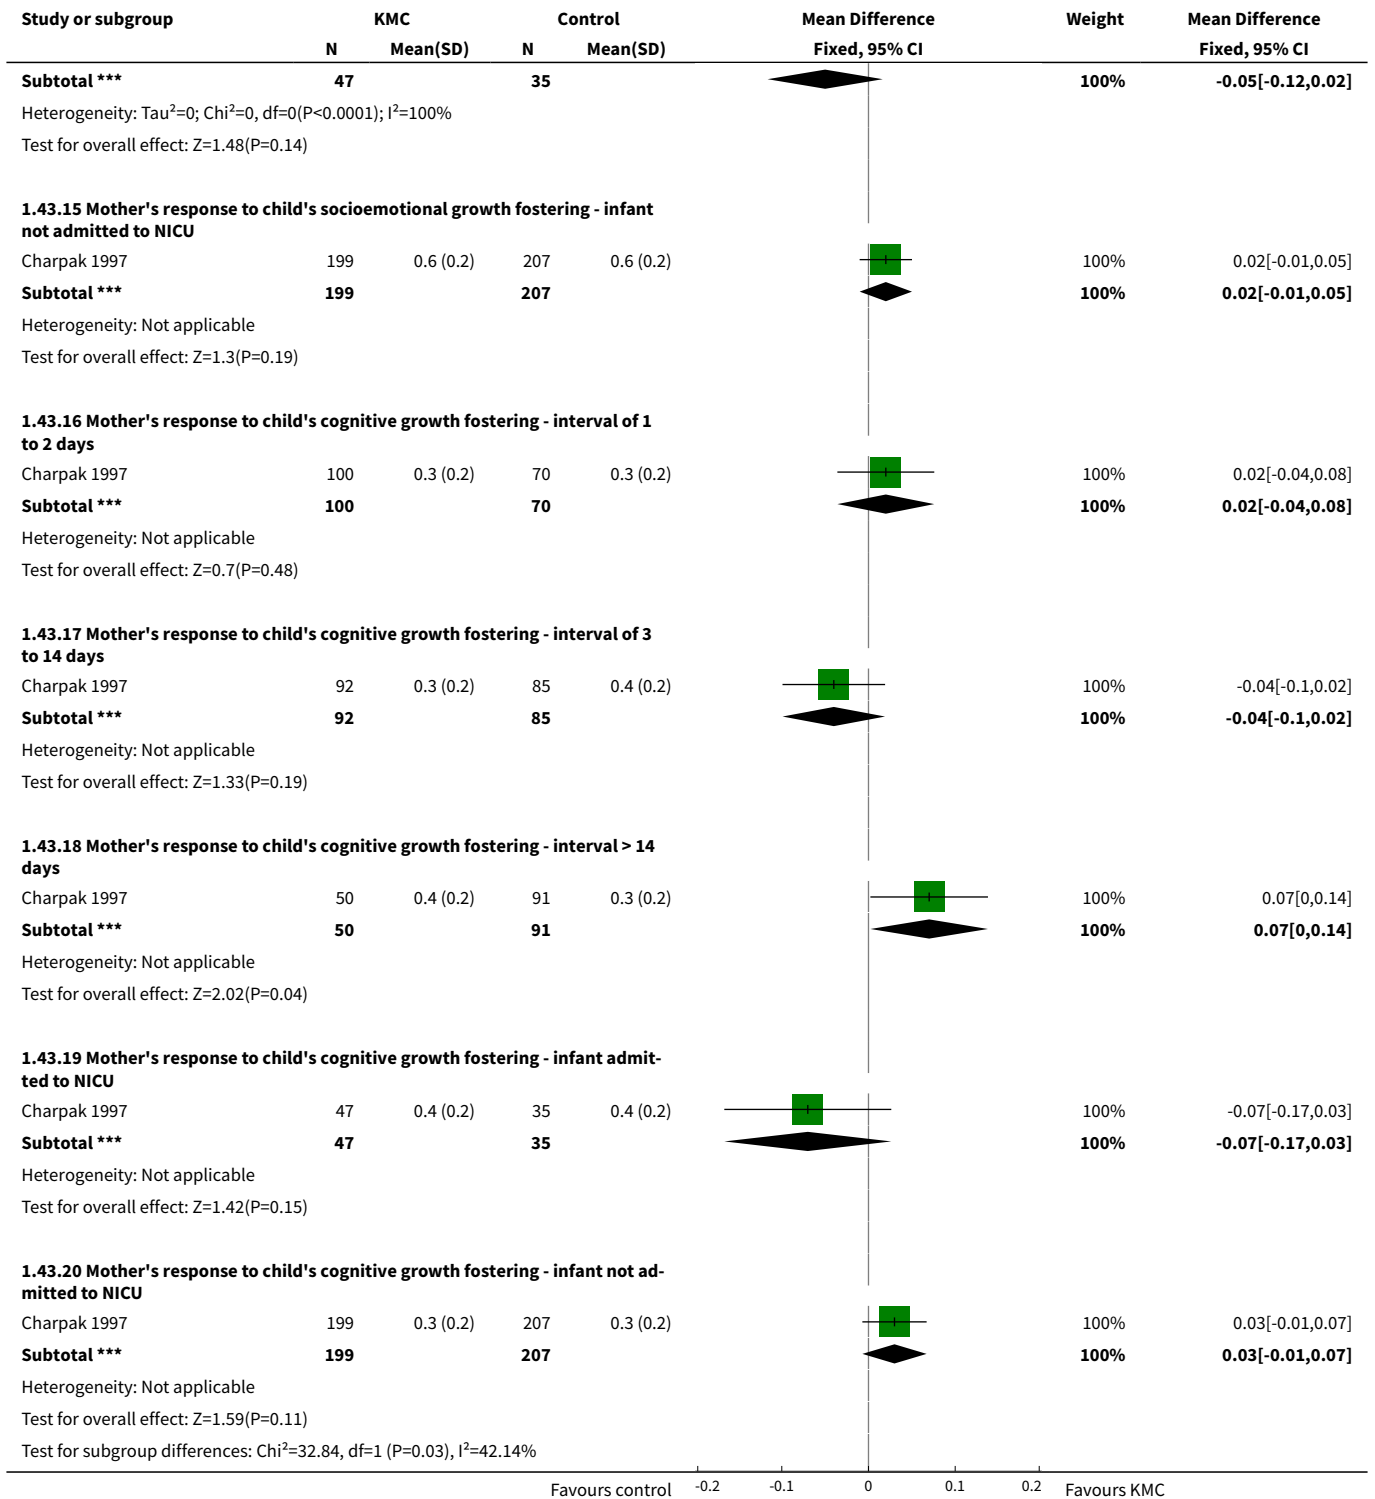 Study or subgroup KMC Control Mean Difference Weight Mean Difference
N Mean(SD) N Mean(SD) Fixed, 95% CI Fixed, 95% CI
Subtotal *** 47 35 100% -0.05[-0.12,0.02]
Heterogeneity: Tau²=0; Chi²=0, df=0(P<0.0001); I²=100%
Test for overall effect: Z=1.48(P=0.14)
1.43.15 Mother's response to child's socioemotional growth fostering - infant
not admitted to NICU
Charpak 1997 199 0.6 (0.2) 207 0.6 (0.2) 100% 0.02[-0.01,0.05]
Subtotal *** 199 207 100% 0.02[-0.01,0.05]
Heterogeneity: Not applicable
Test for overall effect: Z=1.3(P=0.19)
1.43.16 Mother's response to child's cognitive growth fostering - interval of 1
to 2 days
Charpak 1997 100 0.3 (0.2) 70 0.3 (0.2) 100% 0.02[-0.04,0.08]
Subtotal *** 100 70 100% 0.02[-0.04,0.08]
Heterogeneity: Not applicable
Test for overall effect: Z=0.7(P=0.48)
1.43.17 Mother's response to child's cognitive growth fostering - interval of 3
to 14 days
Charpak 1997 92 0.3 (0.2) 85 0.4 (0.2) 100% -0.04[-0.1,0.02]
Subtotal *** 92 85 100% -0.04[-0.1,0.02]
Heterogeneity: Not applicable
Test for overall effect: Z=1.33(P=0.19)
1.43.18 Mother's response to child's cognitive growth fostering - interval > 14
days
Charpak 1997 50 0.4 (0.2) 91 0.3 (0.2) 100% 0.07[0,0.14]
Subtotal *** 50 91 100% 0.07[0,0.14]
Heterogeneity: Not applicable
Test for overall effect: Z=2.02(P=0.04)
1.43.19 Mother's response to child's cognitive growth fostering - infant admit-
ted to NICU
Charpak 1997 47 0.4 (0.2) 35 0.4 (0.2) 100% -0.07[-0.17,0.03]
Subtotal *** 47 35 100% -0.07[-0.17,0.03]
Heterogeneity: Not applicable
Test for overall effect: Z=1.42(P=0.15)
1.43.20 Mother's response to child's cognitive growth fostering - infant not ad-
mitted to NICU
Charpak 1997 199 0.3 (0.2) 207 0.3 (0.2) 100% 0.03[-0.01,0.07]
Subtotal *** 199 207 100% 0.03[-0.01,0.07]
Heterogeneity: Not applicable
Test for overall effect: Z=1.59(P=0.11)
Test for subgroup differences: Chi²=32.84, df=1 (P=0.03), I²=42.14%
Favours control -0.2 -0.1 0 0.1 0.2 Favours KMC